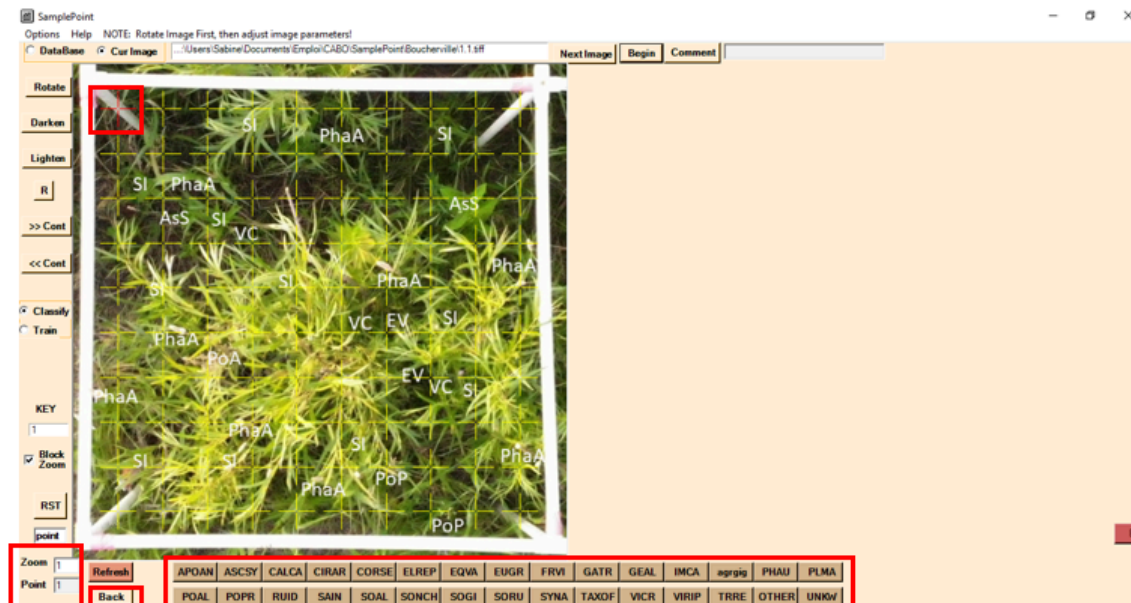 SamplePoint
Options Help NOTE: Rotate Image First, then adjust image parameters!
DataBase Cur Image ...:\Users\Sabine\Documents\Emploi\CABO\SamplePoint\Boucherville\1.1.tiff Next Image Begin Comment
Rotate
Darken
Lighten
R
>> Cont
<< Cont
Classify
Train
KEY
1
Block Zoom
RST
point
Zoom 1
Point 1
Refresh
Back
SI PhaA SI
SI PhaA
AsS SI AsS
VC
PhaA
SI SI PhaA
VC EV SI
PhaA
PoA
EV VC SI
PhaA
PhaA
SI
SI SI PhaA
PhaA PoP
PoP
APOAN ASCSY CALCA CIRAR CORSE ELREP EQVA EUGR FRVI GATR GEAL IMCA agrgig PHAU PLMA
POAL POPR RUID SAIN SOAL SONCH SOGI SORU SYNA TAXOF VICR VIRIP TRRE OTHER UNKW